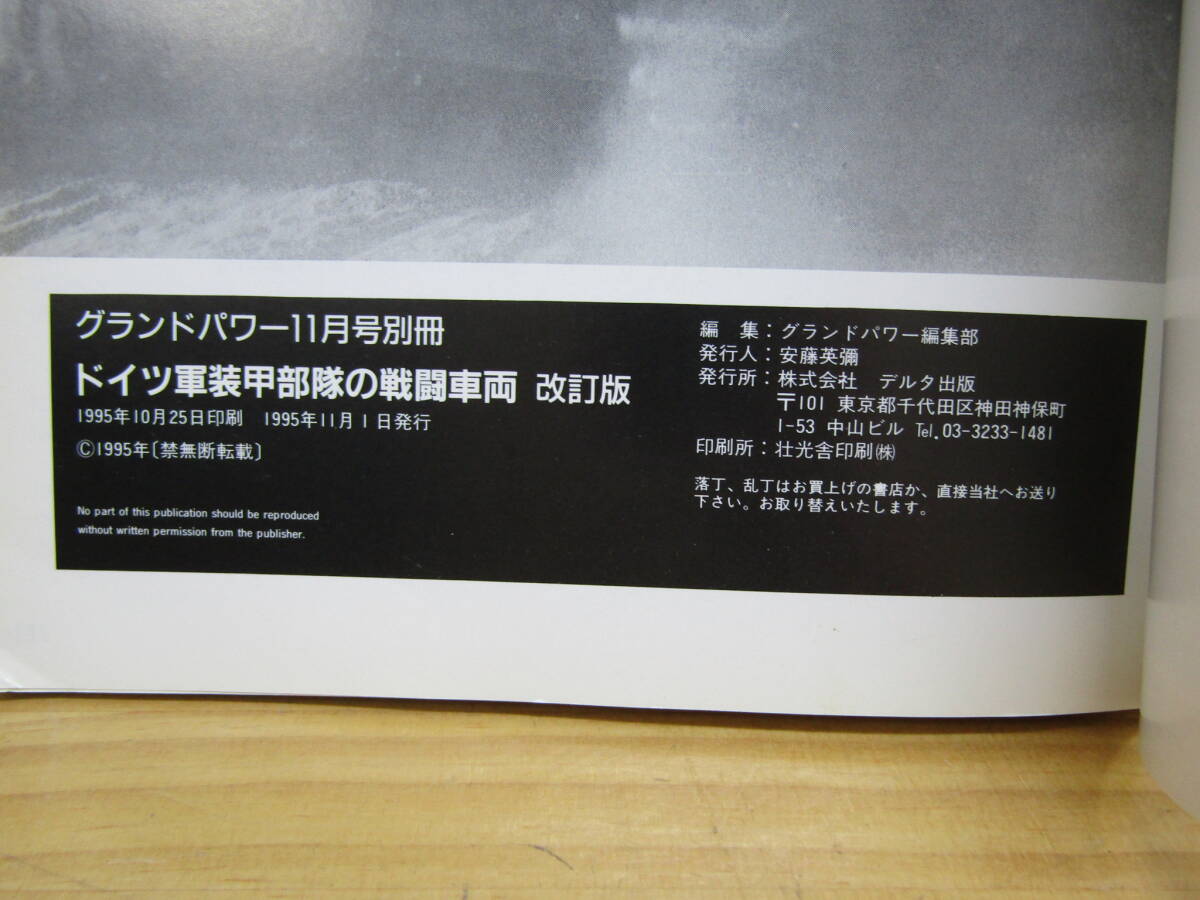 グランドパワー11月号別冊
ドイツ軍装甲部隊の戦闘車両 改訂版
1995年10月25日印刷 1995年11月1日発行
©1995年〔禁無断転載〕
No part of this publication should be reproduced
without written permission from the publisher.
編 集：グランドパワー編集部
発行人：安藤英彌
発行所：株式会社 デルタ出版
〒101 東京都千代田区神田神保町
1-53 中山ビル Tel.03-3233-1481
印刷所：壮光舎印刷㈱
落丁、乱丁はお買上げの書店か、直接当社へお送り
下さい。お取り替えいたします。